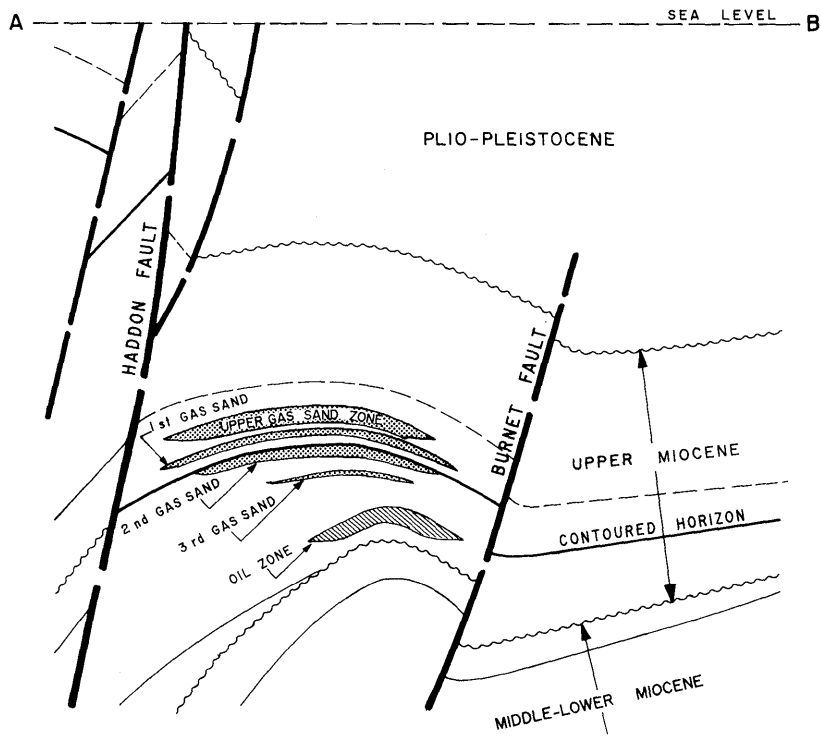 A
SEA LEVEL
B
PLIO-PLEISTOCENE
HADDON FAULT
BURNET FAULT
1st GAS SAND
UPPER GAS SAND ZONE
UPPER MIOCENE
2nd GAS SAND
CONTOURED HORIZON
3rd GAS SAND
OIL ZONE
MIDDLE-LOWER MIOCENE